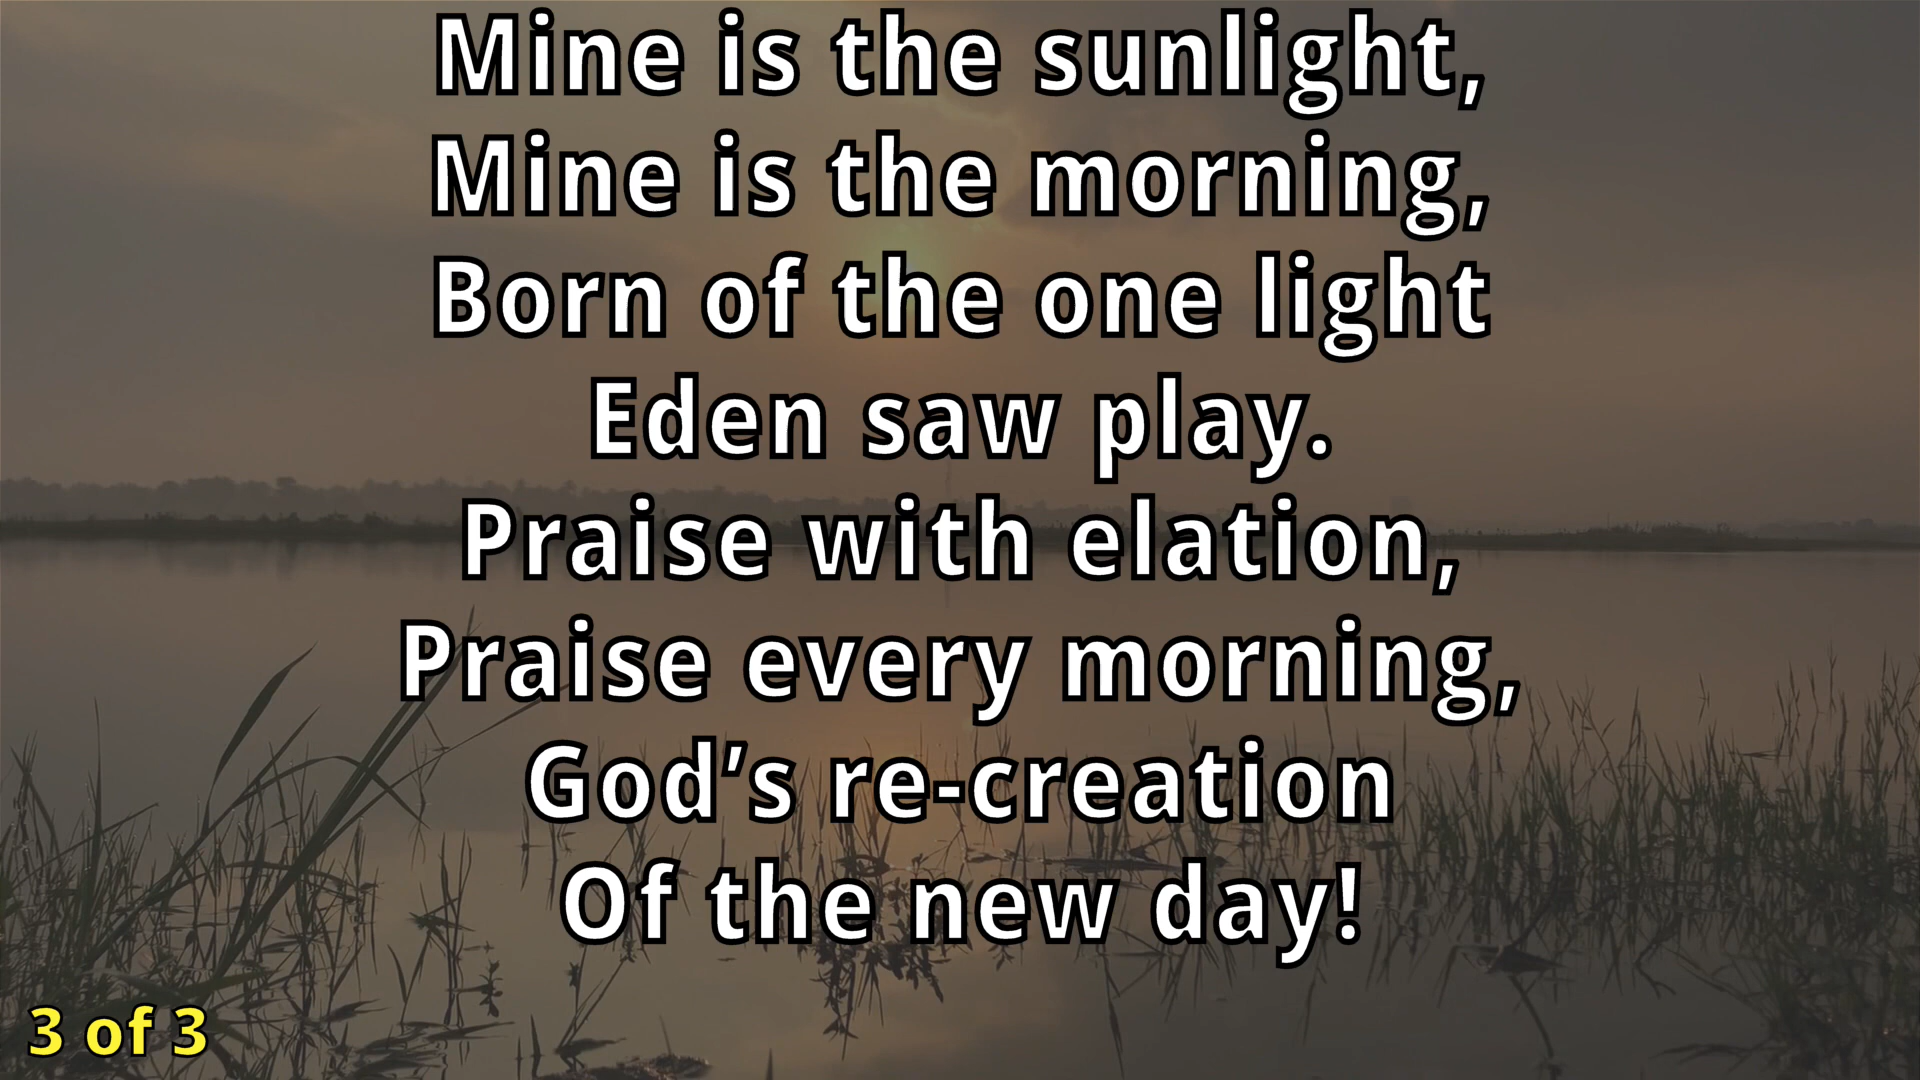 Mine is the sunlight,
Mine is the morning,
Born of the one light
Eden saw play.
Praise with elation,
Praise every morning,
God’s re-creation
Of the new day!
3 of 3